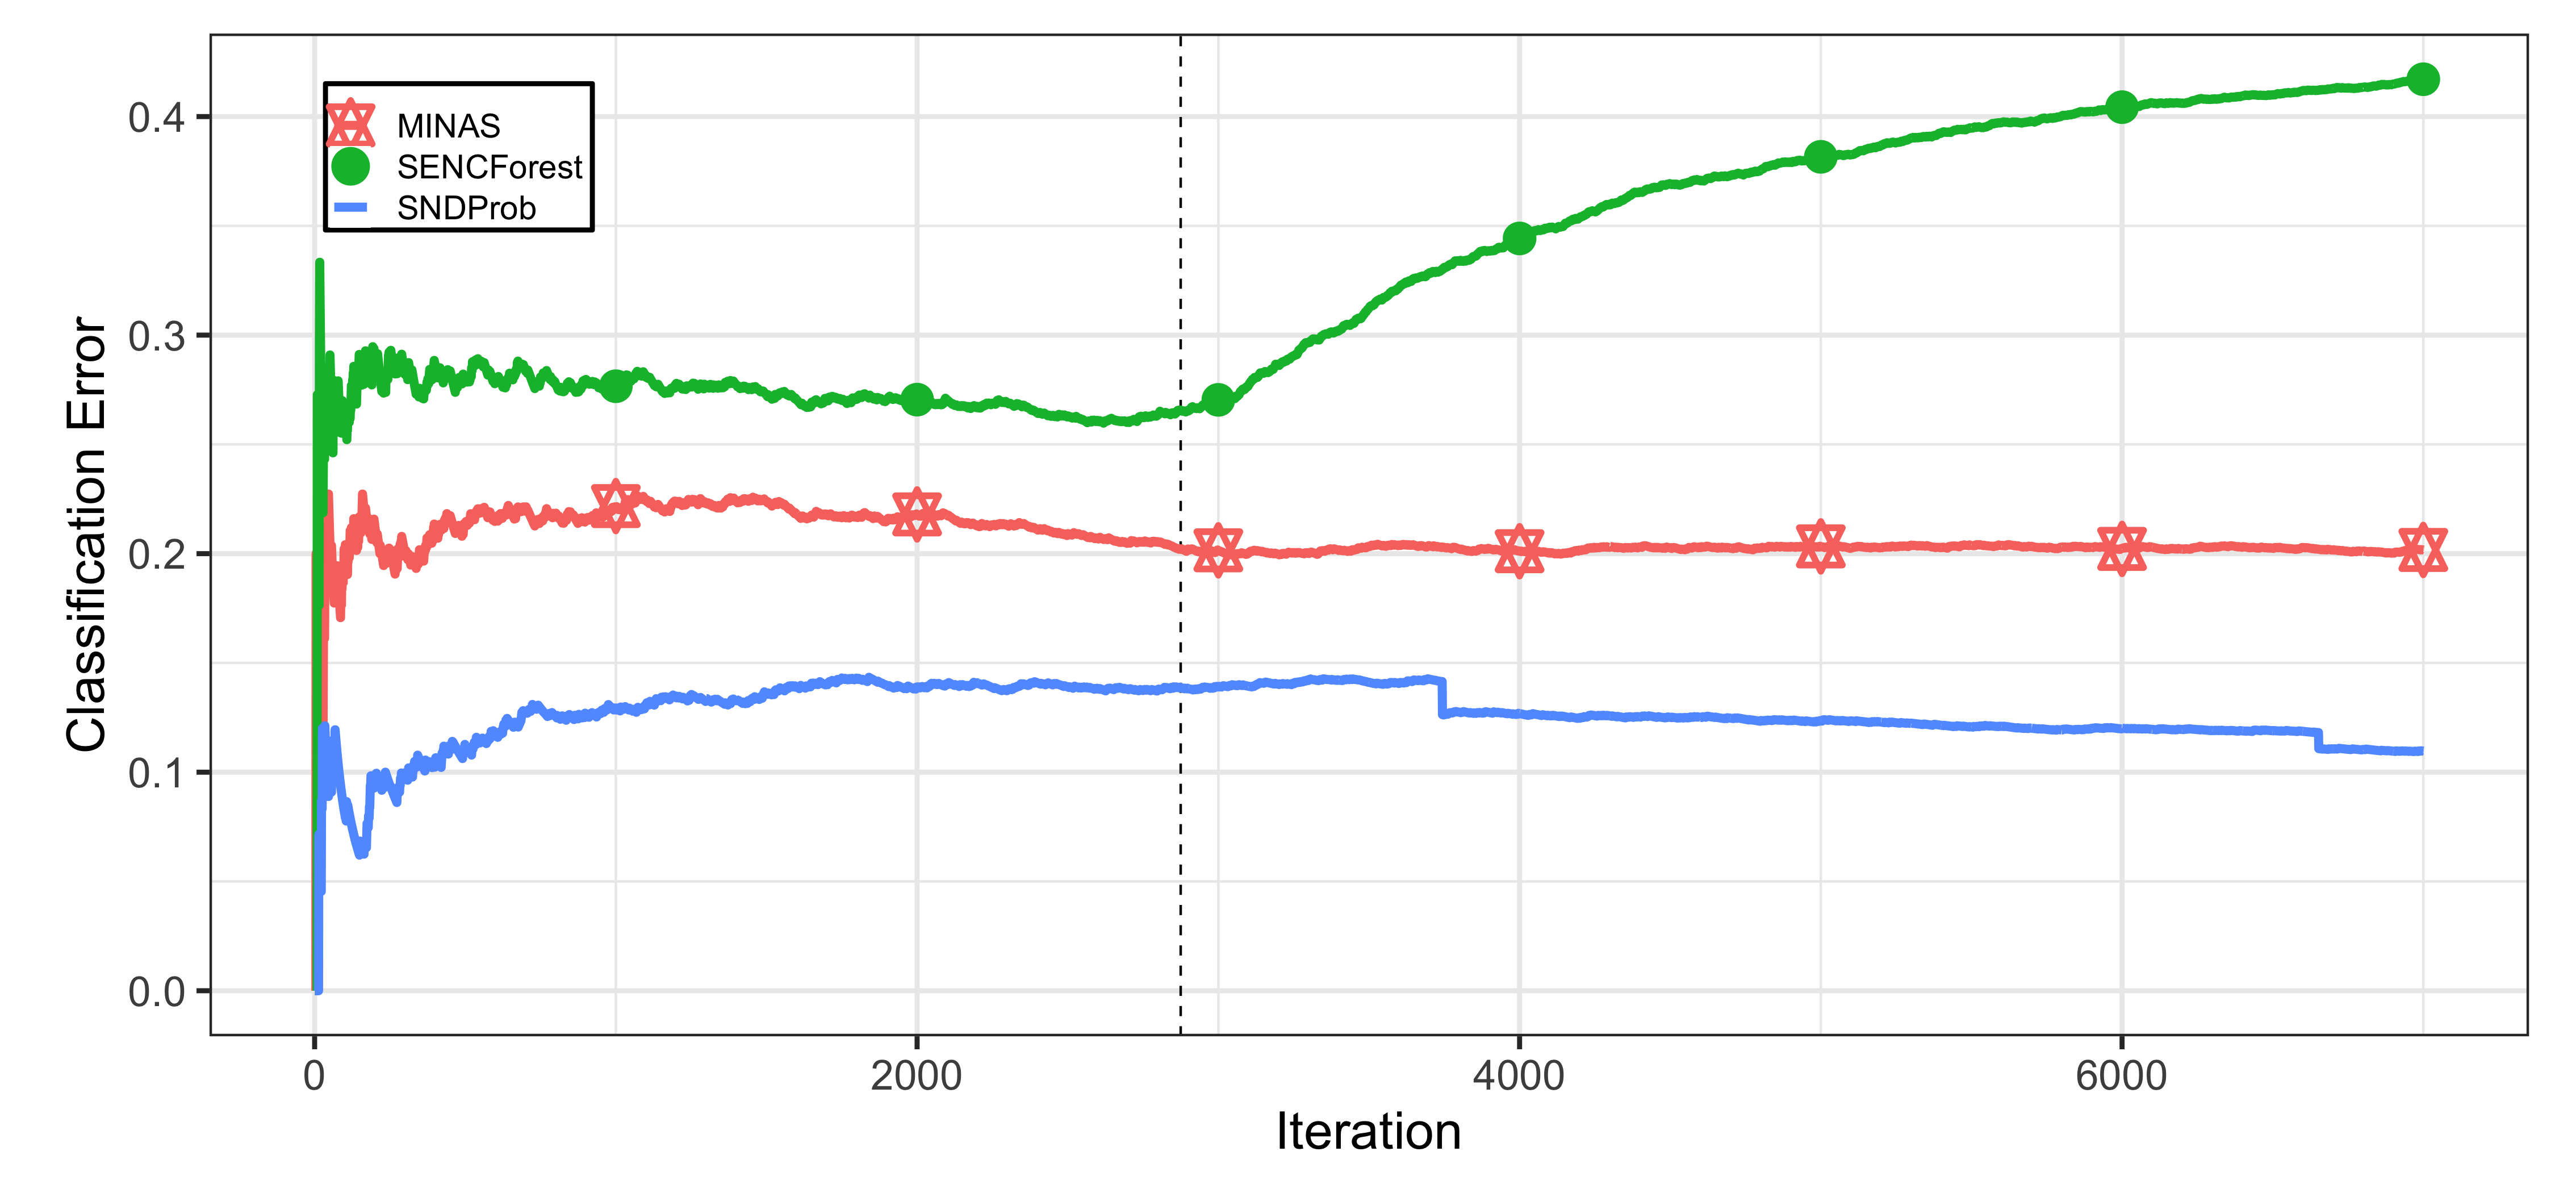 MINAS
SENCForest
SNDProb
0.4
0.3
0.2
0.1
0.0
Classification Error
0 2000 4000 6000
Iteration